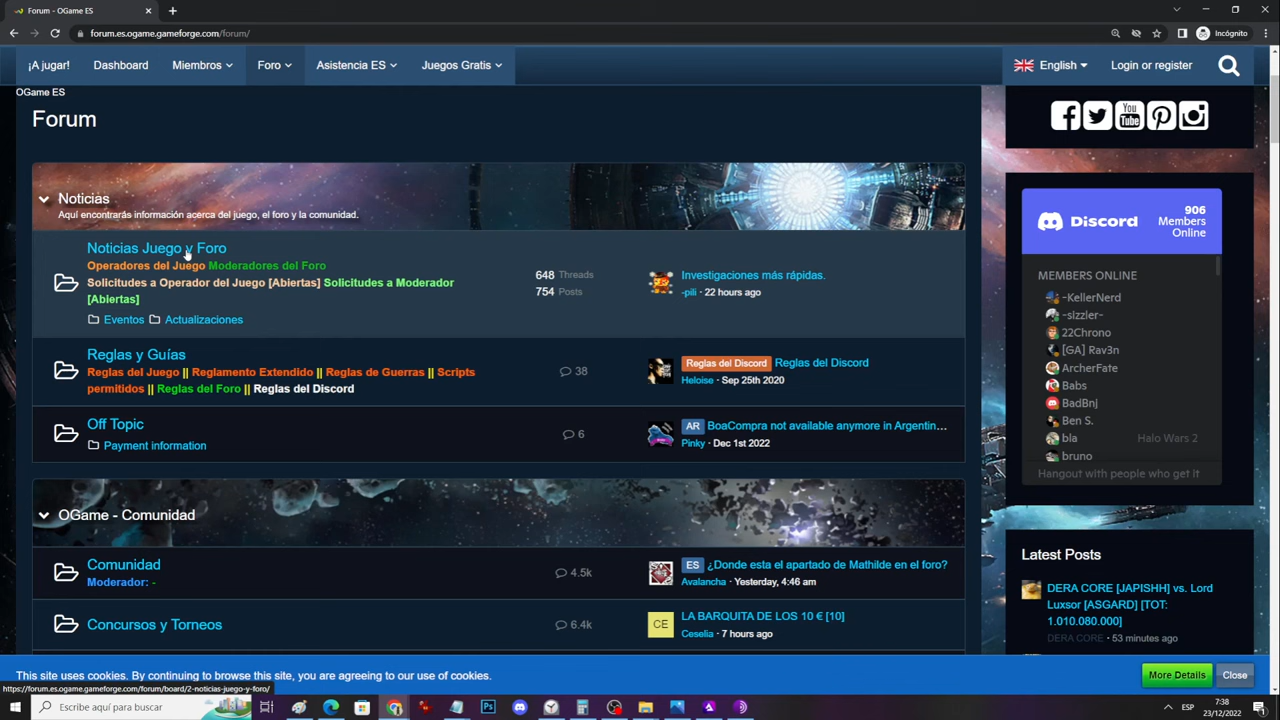 Forum - OGame ES
forum.es.ogame.gameforge.com/forum/
Incógnito
¡A jugar!
Dashboard
Miembros
Foro
Asistencia ES
Juegos Gratis
English
Login or register
OGame ES
Forum
Noticias
Aquí encontrarás información acerca del juego, el foro y la comunidad.
Noticias Juego y Foro
Operadores del Juego Moderadores del Foro
Solicitudes a Operador del Juego [Abiertas] Solicitudes a Moderador
[Abiertas]
Eventos
Actualizaciones
648 Threads
754 Posts
Investigaciones más rápidas.
-pili - 22 hours ago
Reglas y Guías
Reglas del Juego || Reglamento Extendido || Reglas de Guerras || Scripts
permitidos || Reglas del Foro || Reglas del Discord
38
Reglas del Discord Reglas del Discord
Heloise - Sep 25th 2020
Off Topic
Payment information
6
AR BoaCompra not available anymore in Argentin...
Pinky - Dec 1st 2022
OGame - Comunidad
Comunidad
Moderador: -
4.5k
ES ¿Donde esta el apartado de Mathilde en el foro?
Avalancha - Yesterday, 4:46 am
Concursos y Torneos
6.4k
CE
LA BARQUITA DE LOS 10 € [10]
Ceselia - 7 hours ago
You
Tube
Discord
906
Members
Online
MEMBERS ONLINE
-KellerNerd
-slzzler-
22Chrono
[GA] Rav3n
ArcherFate
Babs
BadBnj
Ben S.
bla
Halo Wars 2
bruno
Hangout with people who get it
Latest Posts
DERA CORE [JAPISHH] vs. Lord
Luxsor [ASGARD] [TOT:
1.010.080.000]
DERA CORE - 53 minutes ago
This site uses cookies. By continuing to browse this website, you are agreeing to our use of cookies.
More Details
Close
https://forum.es.ogame.gameforge.com/forum/board/2-noticias-juego-y-foro/
Escribe aquí para buscar
Ps
ESP
7:38
23/12/2022